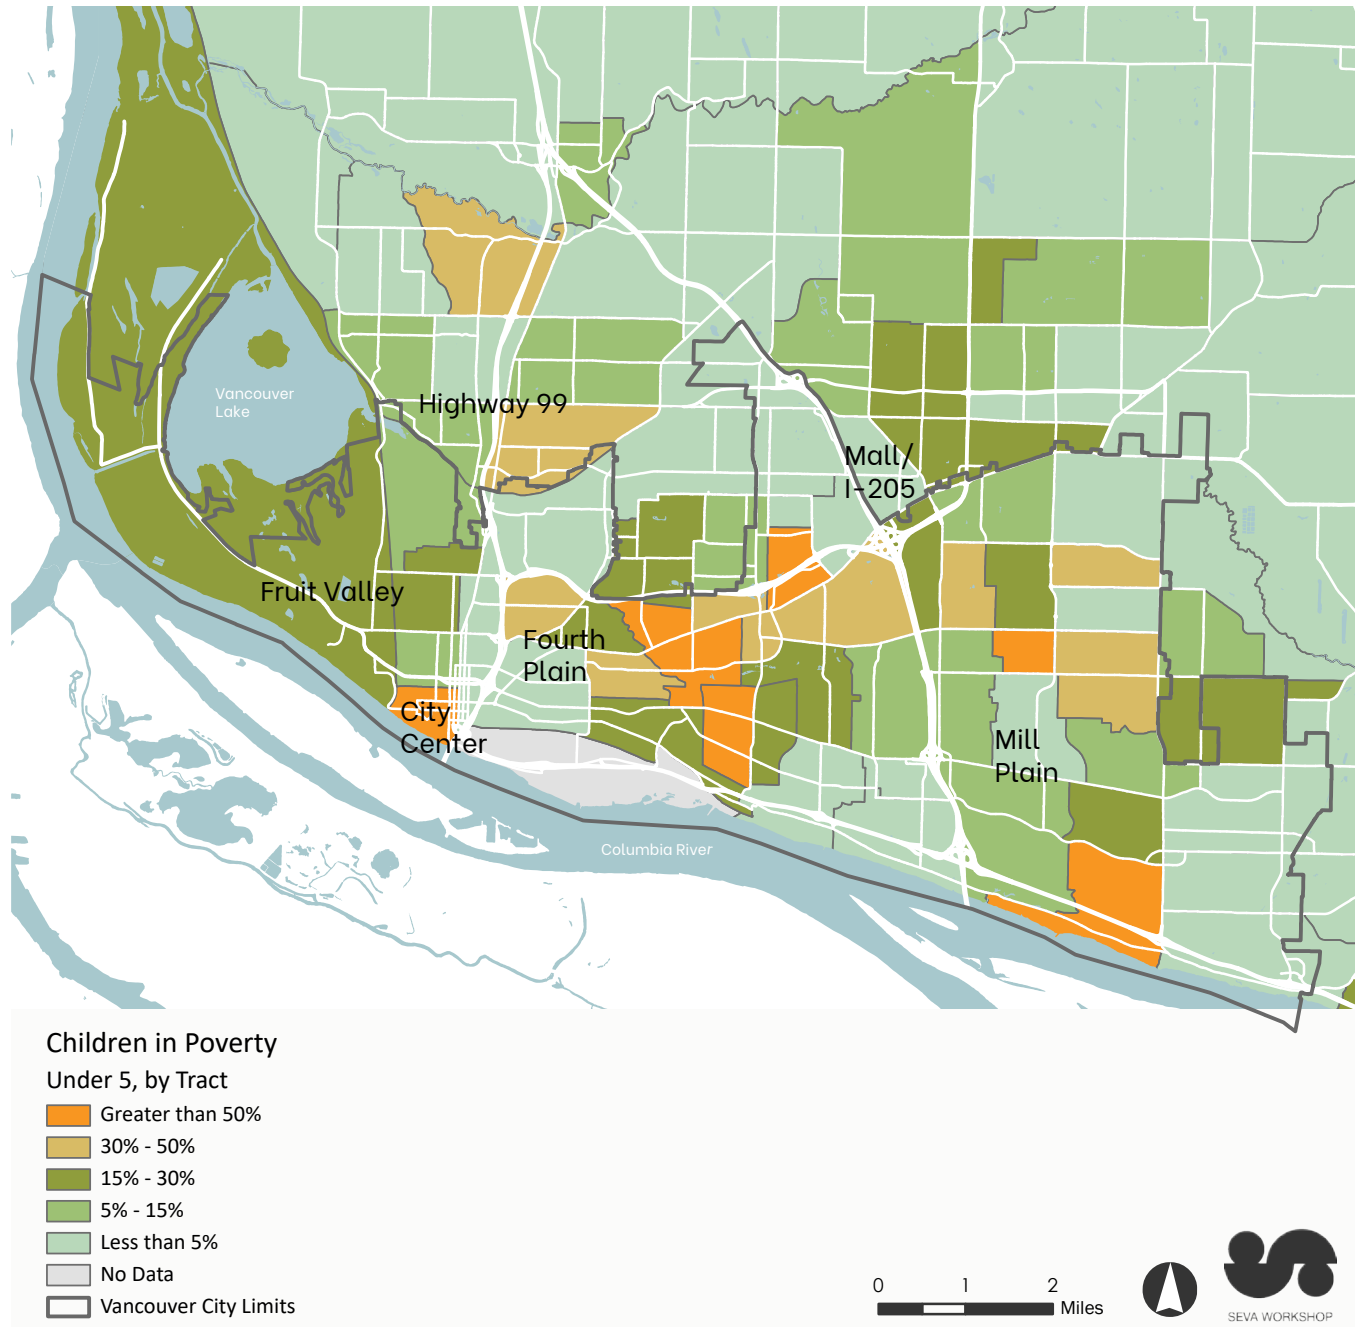 Vancouver
Lake
Highway 99
Mall/
I-205
Fruit Valley
Fourth
Plain
City
Center
Mill
Plain
Columbia River
Children in Poverty
Under 5, by Tract
Greater than 50%
30% - 50%
15% - 30%
5% - 15%
Less than 5%
No Data
Vancouver City Limits
0 1 2
Miles
SEVA WORKSHOP